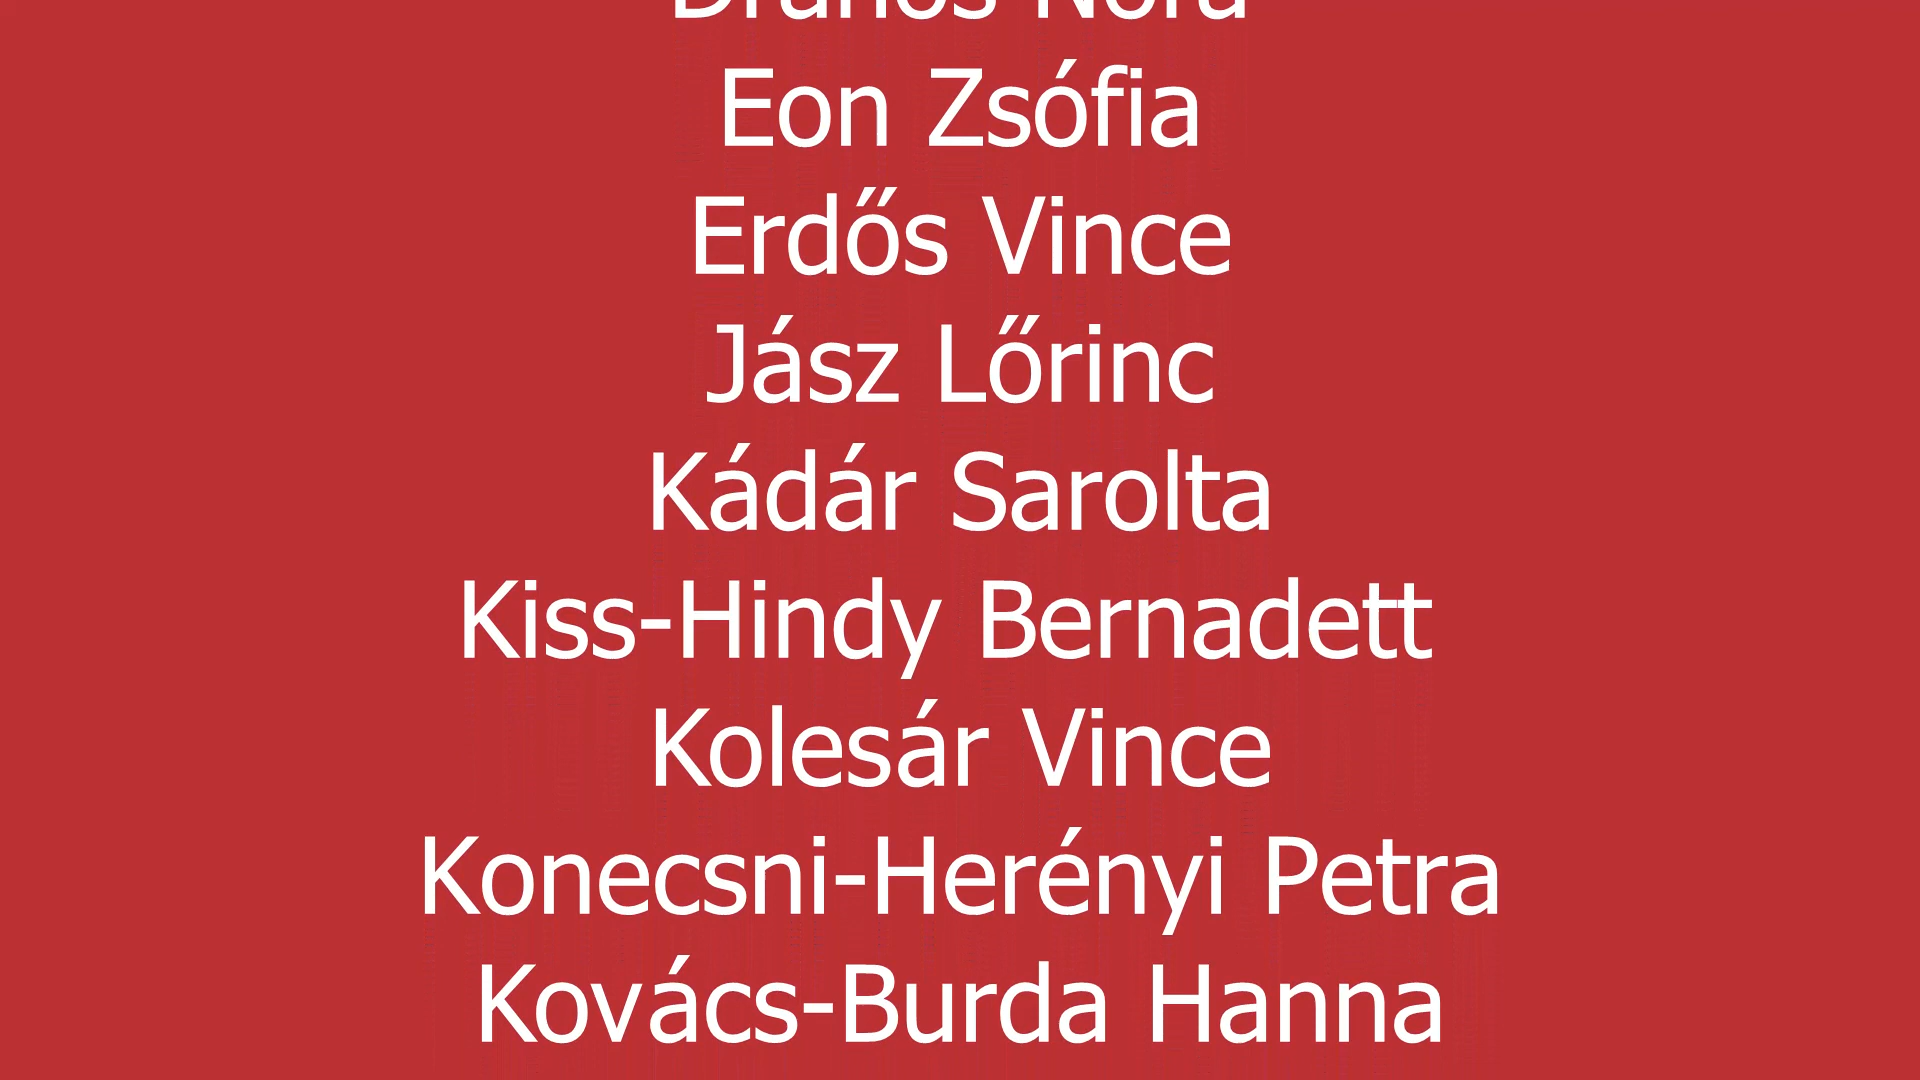 Eon Zsófia
Erdős Vince
Jász Lőrinc
Kádár Sarolta
Kiss-Hindy Bernadett
Kolesár Vince
Konecsni-Herényi Petra
Kovács-Burda Hanna